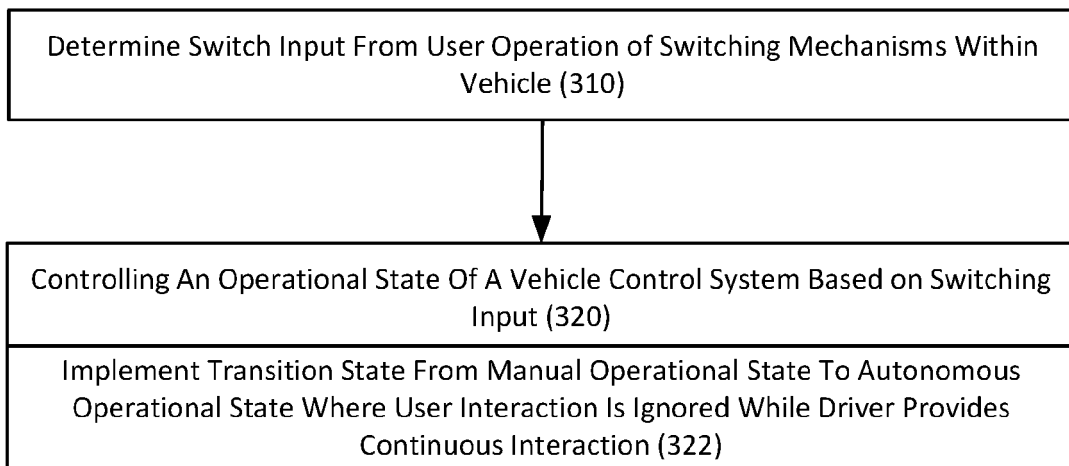 Determine Switch Input From User Operation of Switching Mechanisms Within
Vehicle (310)
Controlling An Operational State Of A Vehicle Control System Based on Switching
Input (320)
Implement Transition State From Manual Operational State To Autonomous
Operational State Where User Interaction Is Ignored While Driver Provides
Continuous Interaction (322)